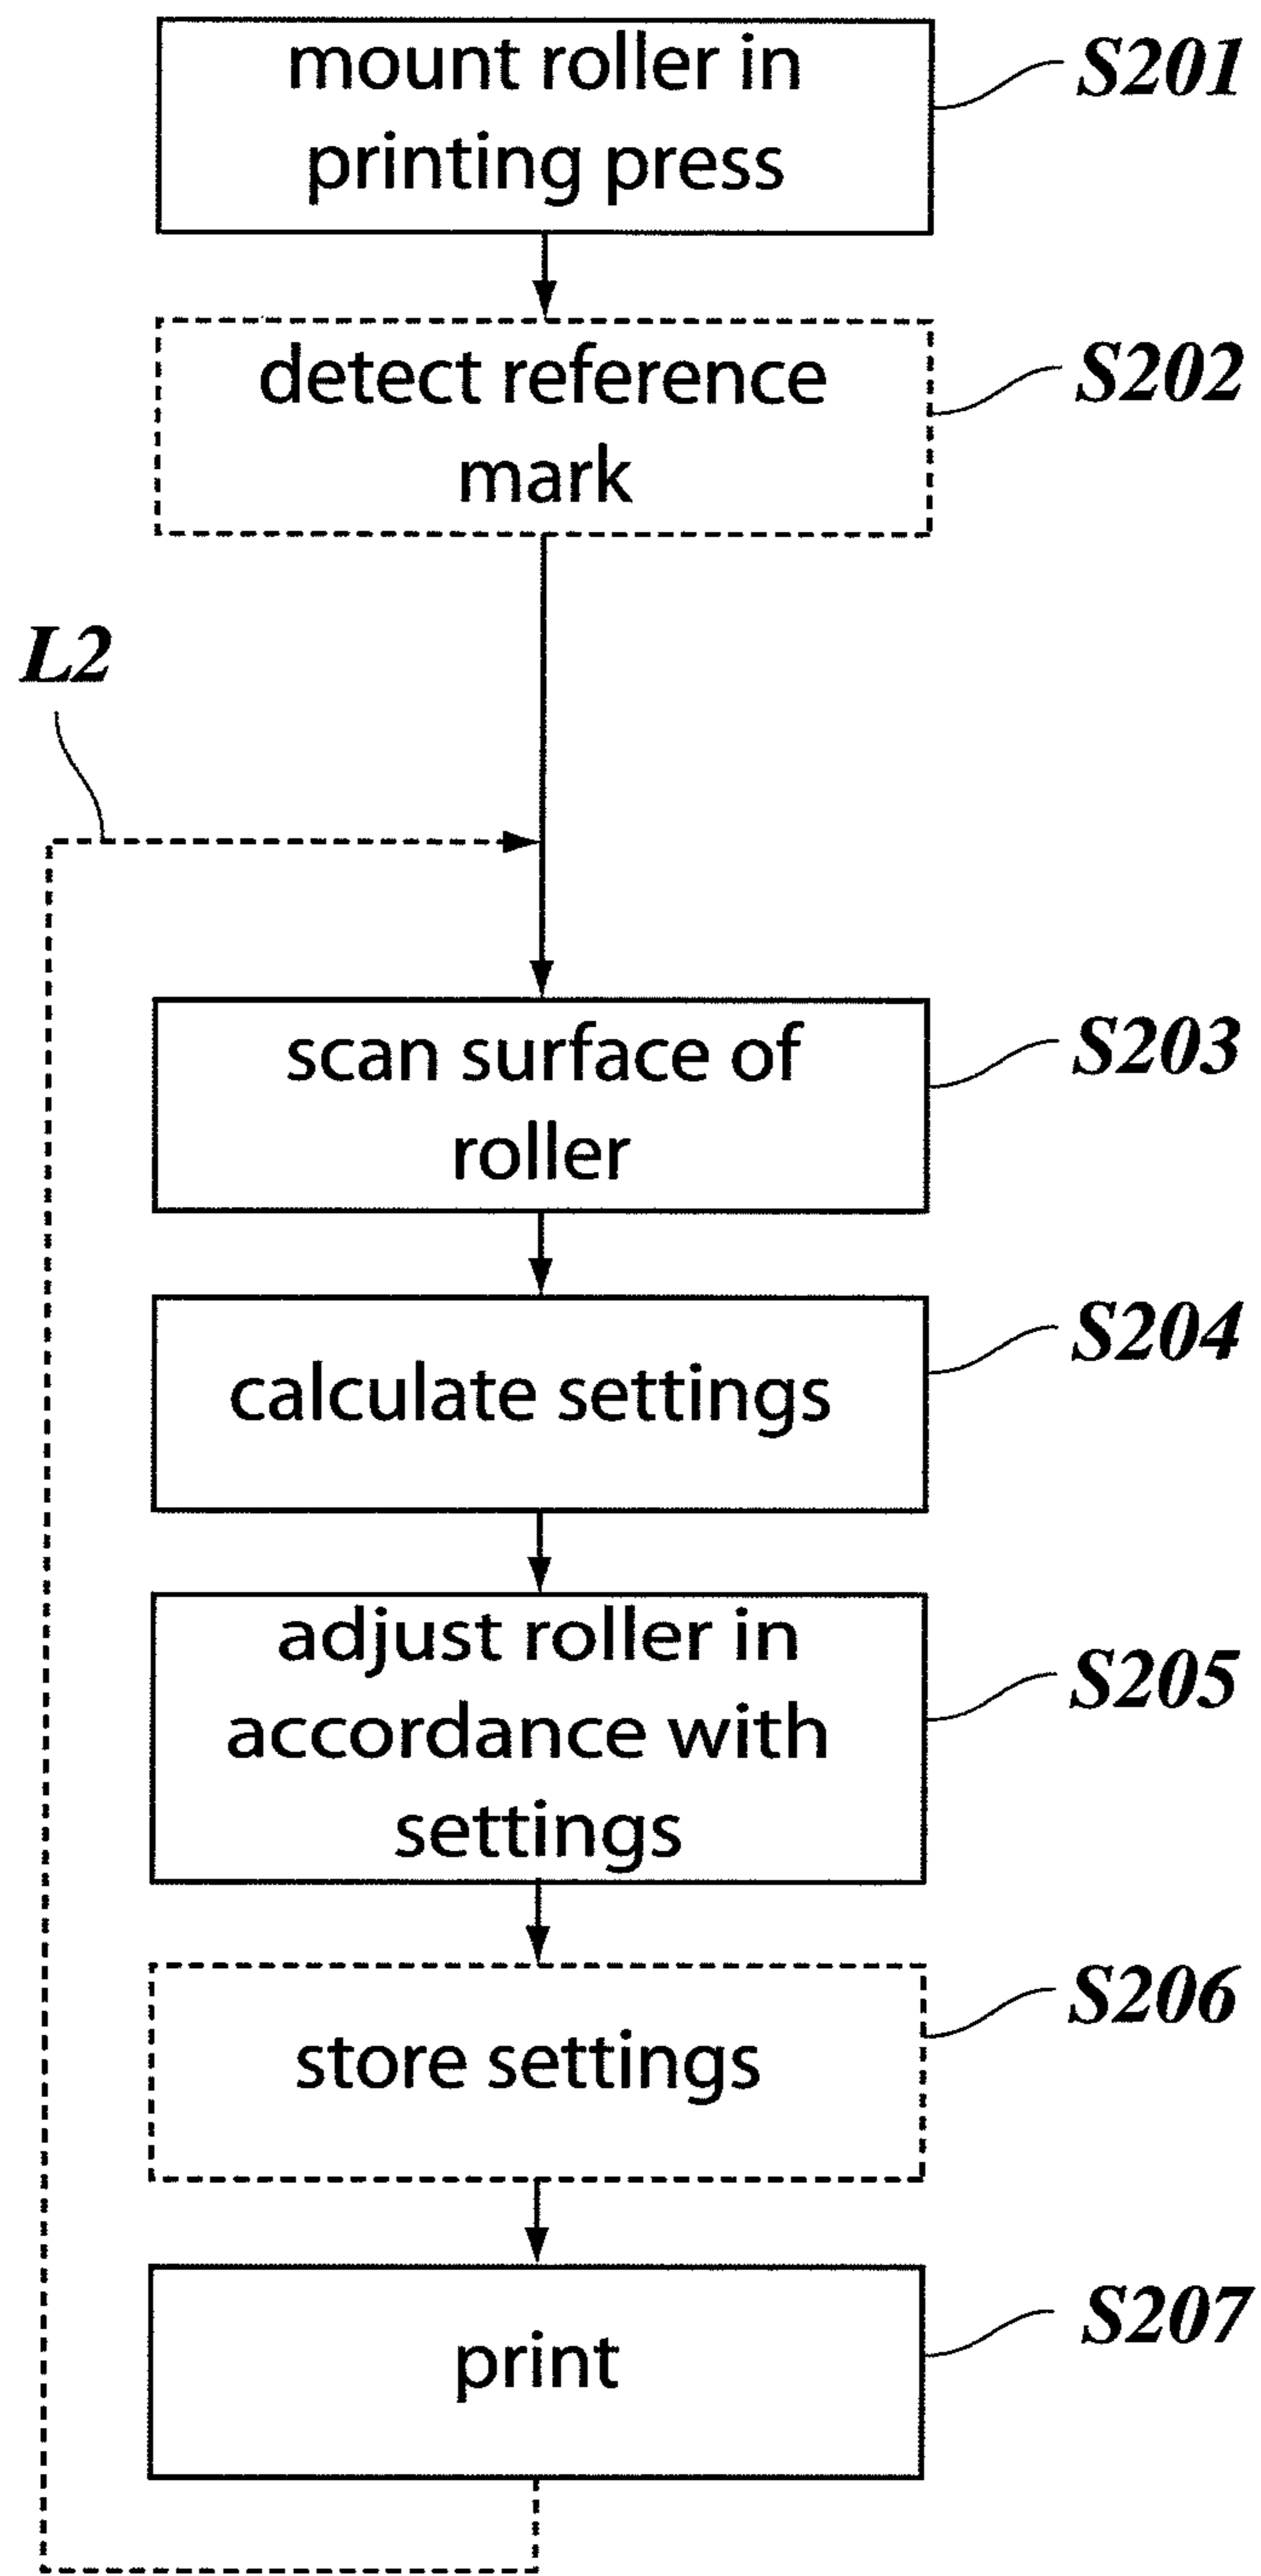 mount roller in
printing press
S201
detect reference
mark
S202
L2
scan surface of
roller
S203
calculate settings
S204
adjust roller in
accordance with
settings
S205
store settings
S206
print
S207